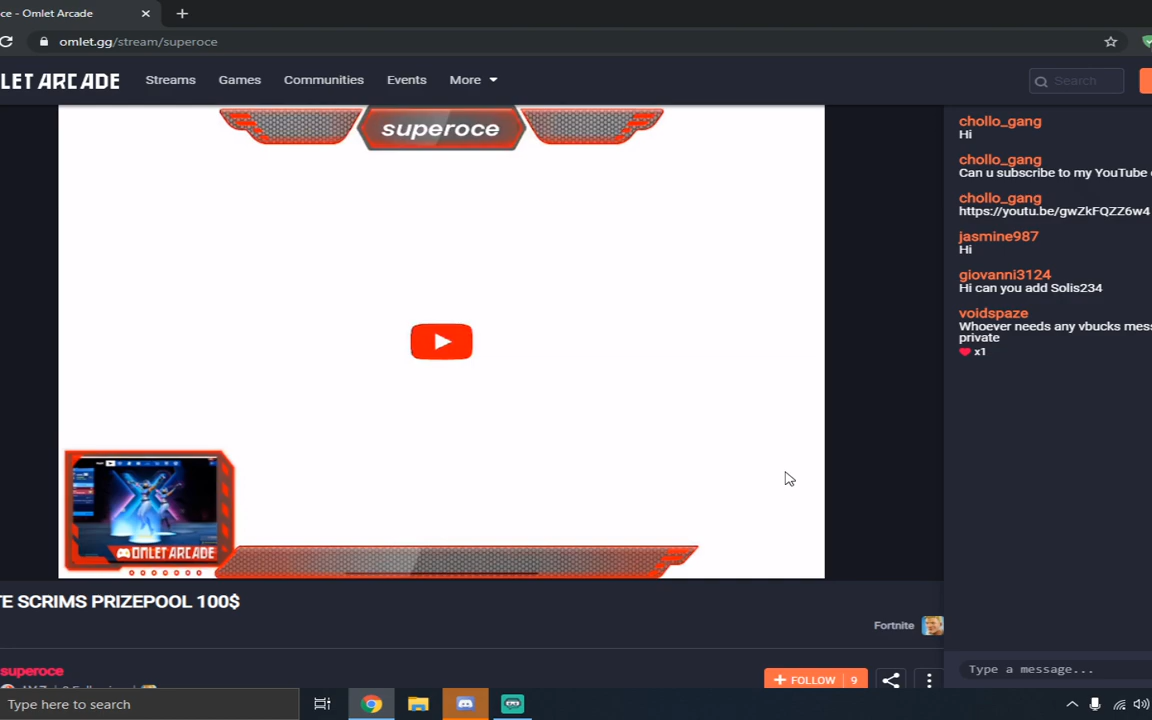 ce - Omlet Arcade
omlet.gg/stream/superoce
LET ARCADE Streams Games Communities Events More Search
superoce
chollo_gang
Hi
chollo_gang
Can u subscribe to my YouTube
chollo_gang
https://youtu.be/gwZkFQZZ6w4
jasmine987
Hi
giovanni3124
Hi can you add Solis234
voidspaze
Whoever needs any vbucks mess
private
x1
OMLET ARCADE
TE SCRIMS PRIZEPOOL 100$
Fortnite
superoce
FOLLOW 9
Type a message...
Type here to search